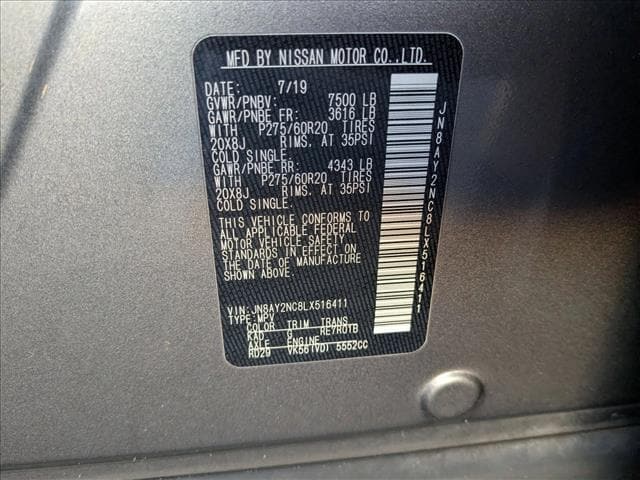 MFD BY NISSAN MOTOR CO.,LTD.
DATE: 7/19
GVWR/PNBV: 7500 LB
GAWR/PNBE FR: 3616 LB
WITH P275/60R20 TIRES
20X8J RIMS. AT 35PSI
COLD SINGLE.
GAWR/PNBE RR: 4343 LB
WITH P275/60R20 TIRES
20X8J RIMS. AT 35PSI
COLD SINGLE.
THIS VEHICLE CONFORMS TO
ALL APPLICABLE FEDERAL
MOTOR VEHICLE SAFETY
STANDARDS IN EFFECT ON
THE DATE OF MANUFACTURE
SHOWN ABOVE.
VIN: JN8AY2NC8LX516411
TYPE: MPV
COLOR TRIM TRANS
KAD G RE7R01B
AXLE ENGINE
RD29 VK56(VD) 5552CC
JN8AY2NC8LX516411